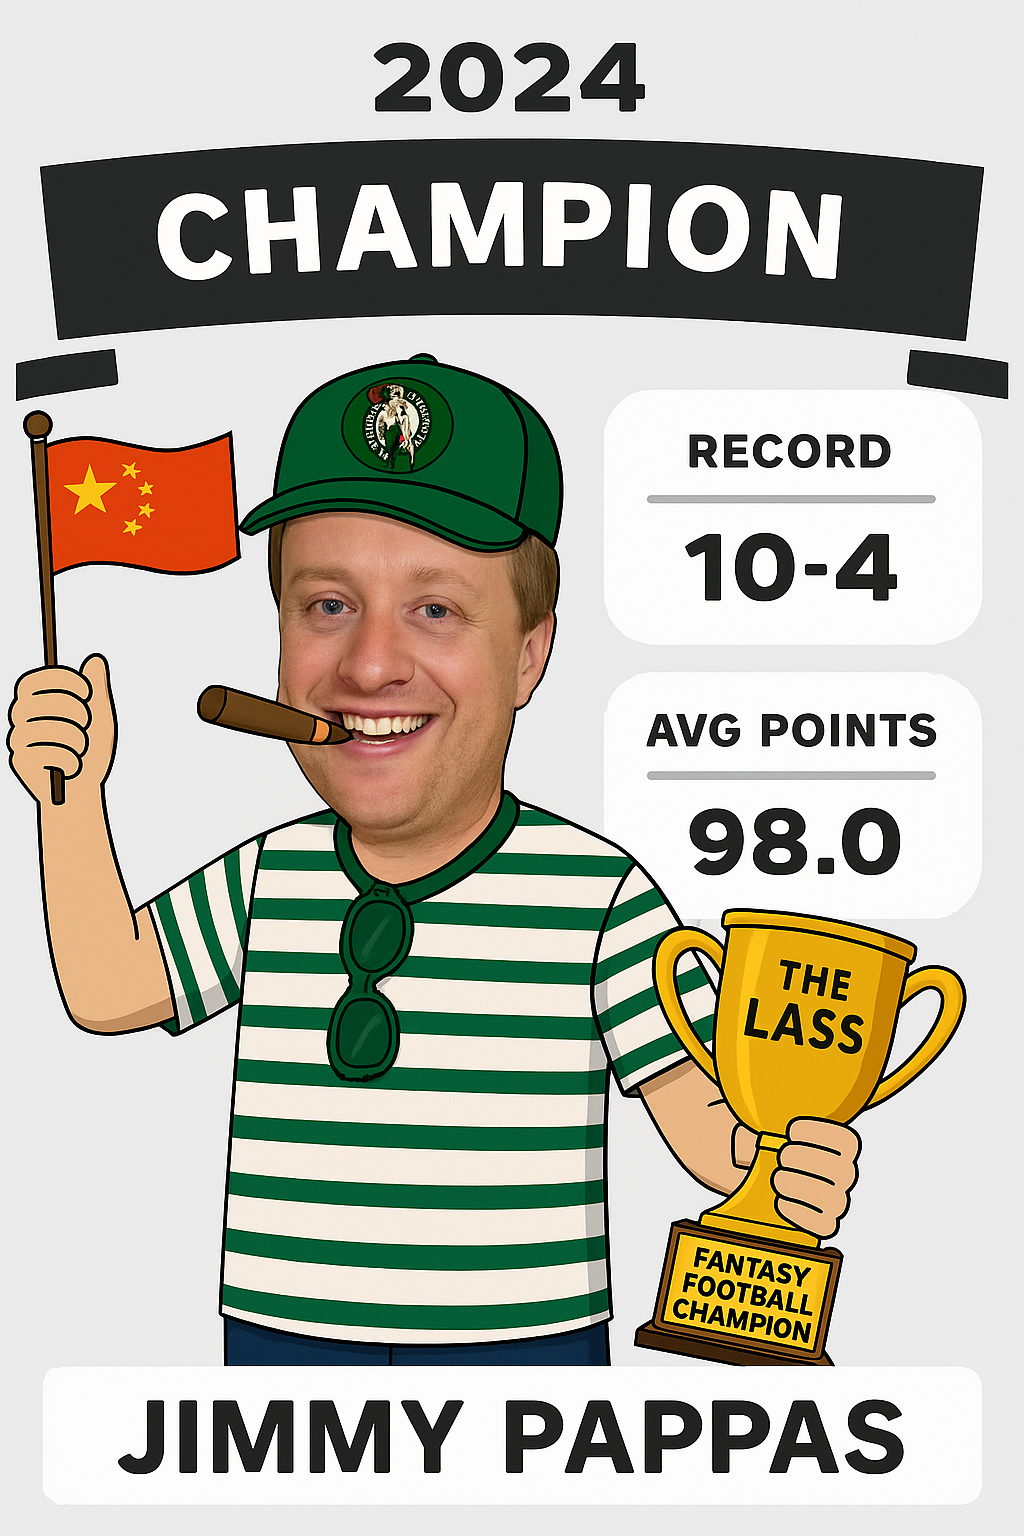 2024
CHAMPION
RECORD
10-4
AVG POINTS
98.0
THE
LASS
FANTASY
FOOTBALL
CHAMPION
JIMMY PAPPAS